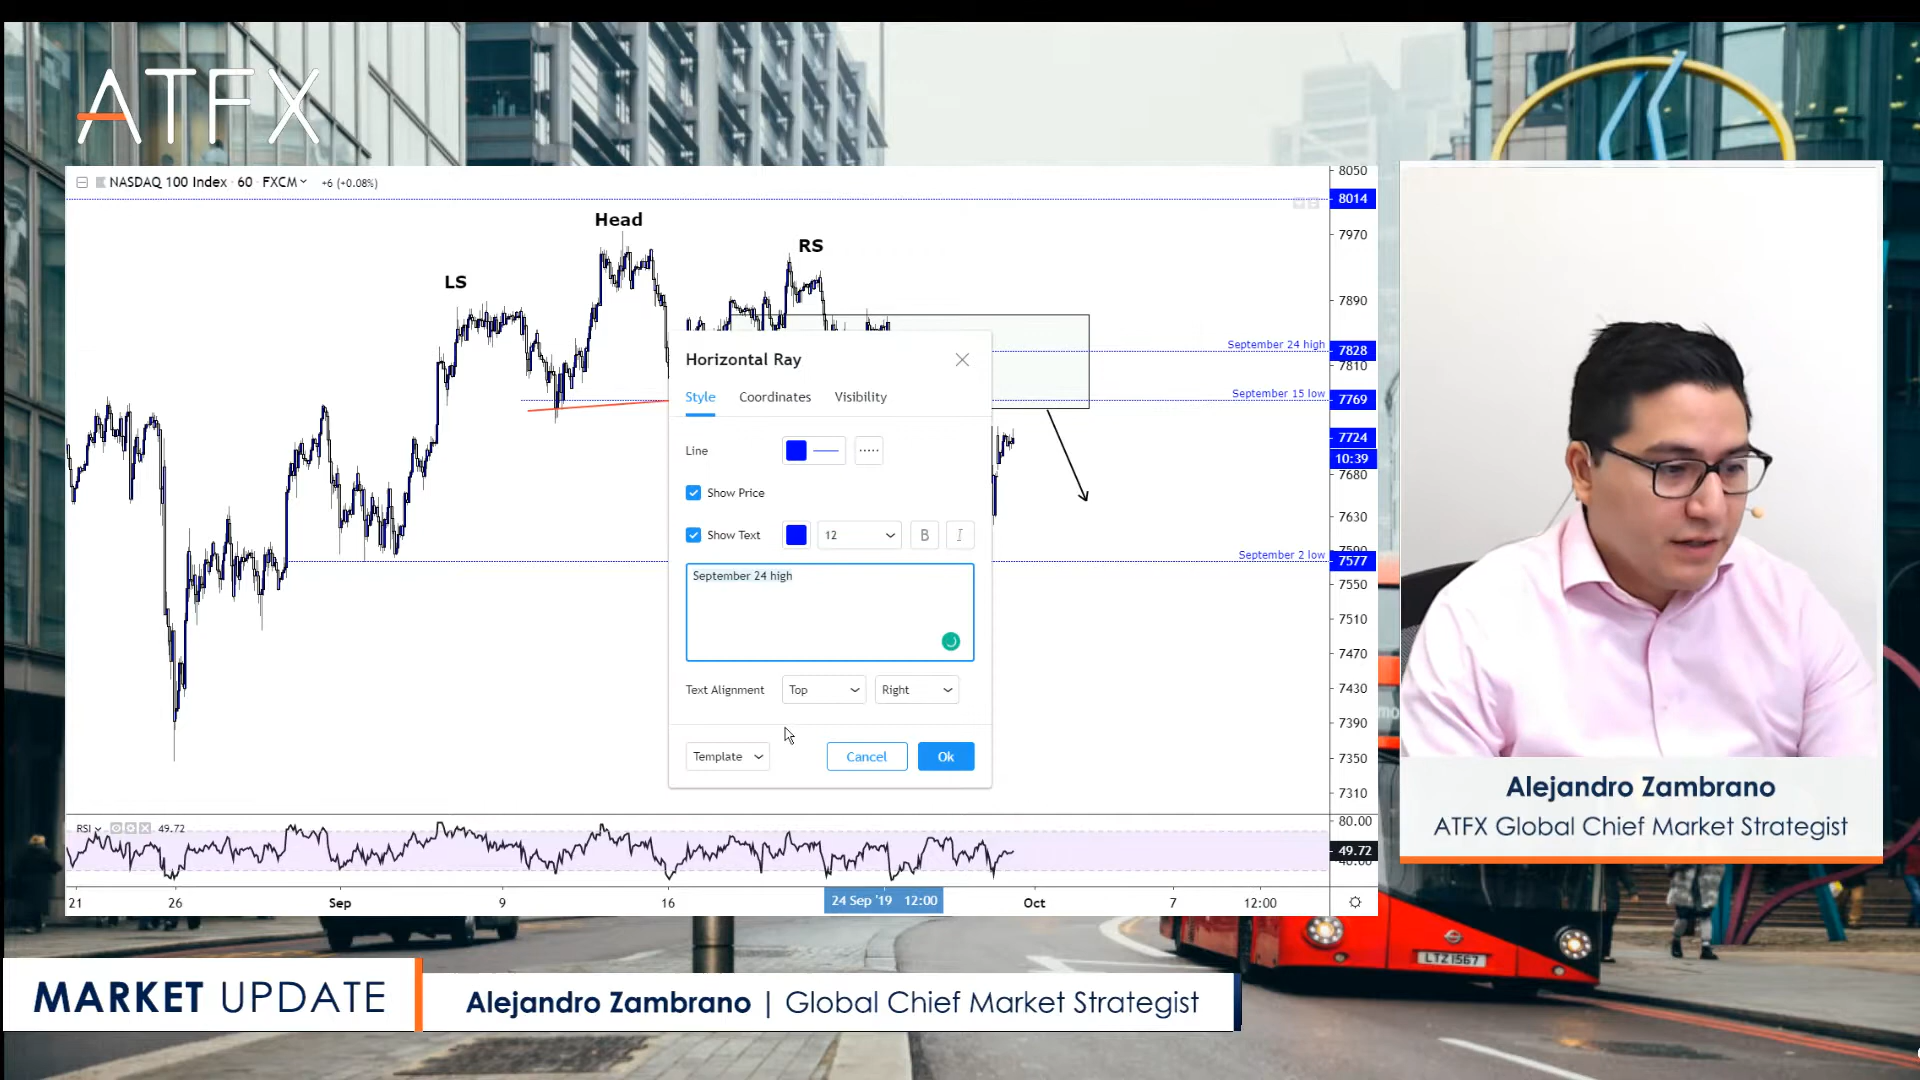 ATFX
NASDAQ 100 Index · 60 · FXCM +6 (+0.08%)
8050
8014
Head
7970
RS
LS
7890
September 24 high
7828
7810
Horizontal Ray
Style Coordinates Visibility
September 15 low
7769
7724
10:39
7680
Line
Show Price
7630
Show Text 12 B I
7590
September 2 low
7577
7550
September 24 high
7510
7470
Text Alignment Top Right
7430
7390
Template Cancel Ok
7350
7310
RSI 49.72
80.00
49.72
40.00
21 26 Sep 9 16 24 Sep '19 12:00 Oct 7 12:00
Alejandro Zambrano
ATFX Global Chief Market Strategist
LTZ1567
MARKET UPDATE
Alejandro Zambrano | Global Chief Market Strategist